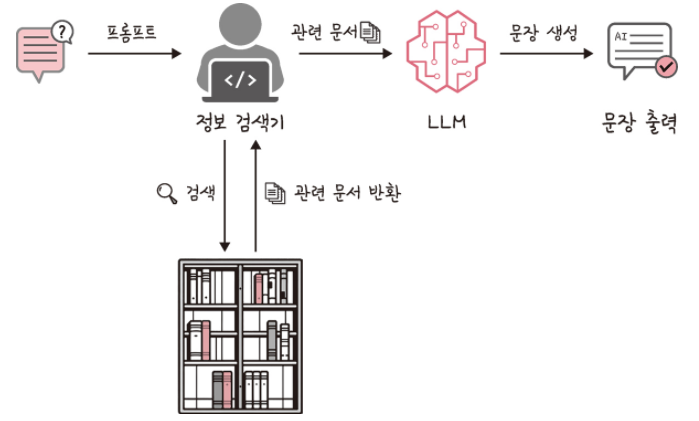 ?
프롬프트
관련 문서
문장 생성
AI
</>
정보 검색기
LLM
문장 출력
검색
관련 문서 반환